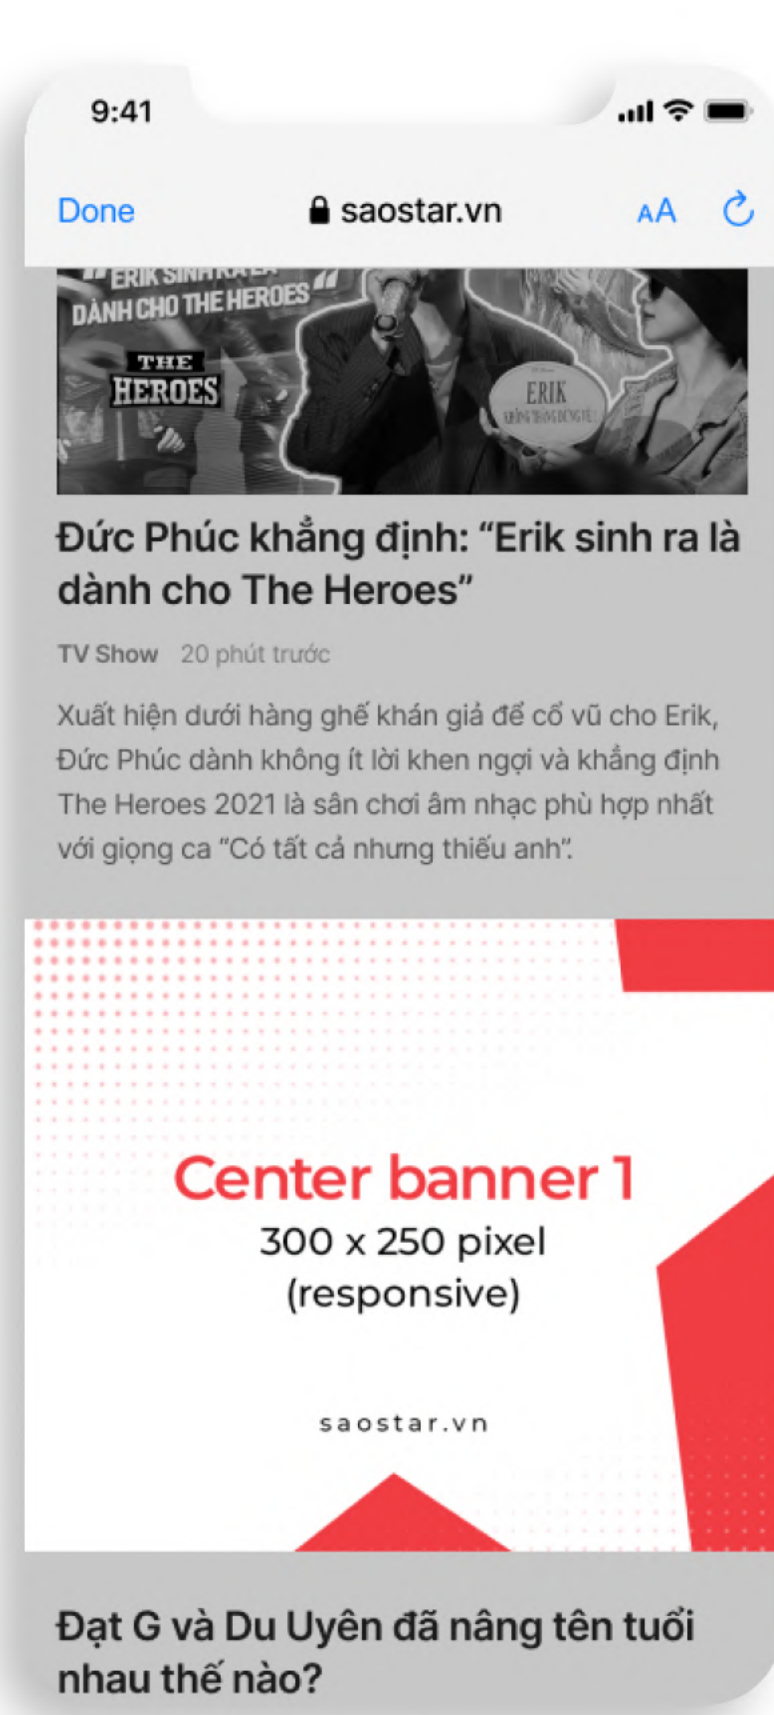 9:41
Done
saostar.vn
AA
ERIK SINH RA LÀ
DÀNH CHO THE HEROES
THE
HEROES
ERIK
Đức Phúc khẳng định: “Erik sinh ra là
dành cho The Heroes”
TV Show 20 phút trước
Xuất hiện dưới hàng ghế khán giả để cổ vũ cho Erik,
Đức Phúc dành không ít lời khen ngợi và khẳng định
The Heroes 2021 là sân chơi âm nhạc phù hợp nhất
với giọng ca “Có tất cả nhưng thiếu anh”.
Center banner 1
300 x 250 pixel
(responsive)
saostar.vn
Đạt G và Du Uyên đã nâng tên tuổi
nhau thế nào?